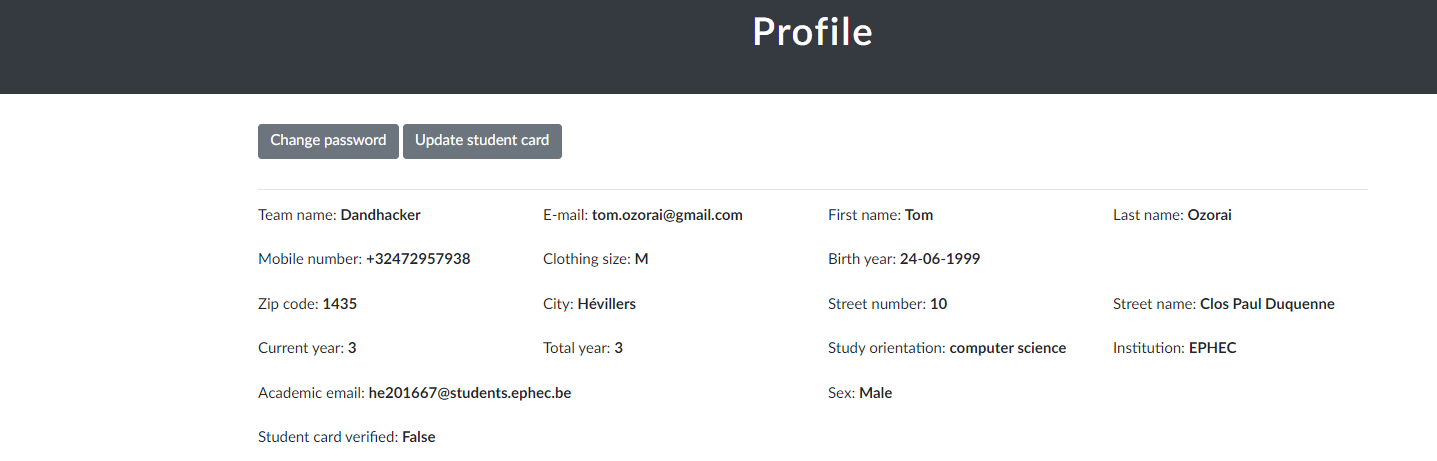 Profile
Change password Update student card
Team name: Dandhacker E-mail: tom.ozorai@gmail.com First name: Tom Last name: Ozorai
Mobile number: +32472957938 Clothing size: M Birth year: 24-06-1999
Zip code: 1435 City: Hévillers Street number: 10 Street name: Clos Paul Duquenne
Current year: 3 Total year: 3 Study orientation: computer science Institution: EPHEC
Academic email: he201667@students.ephec.be Sex: Male
Student card verified: False